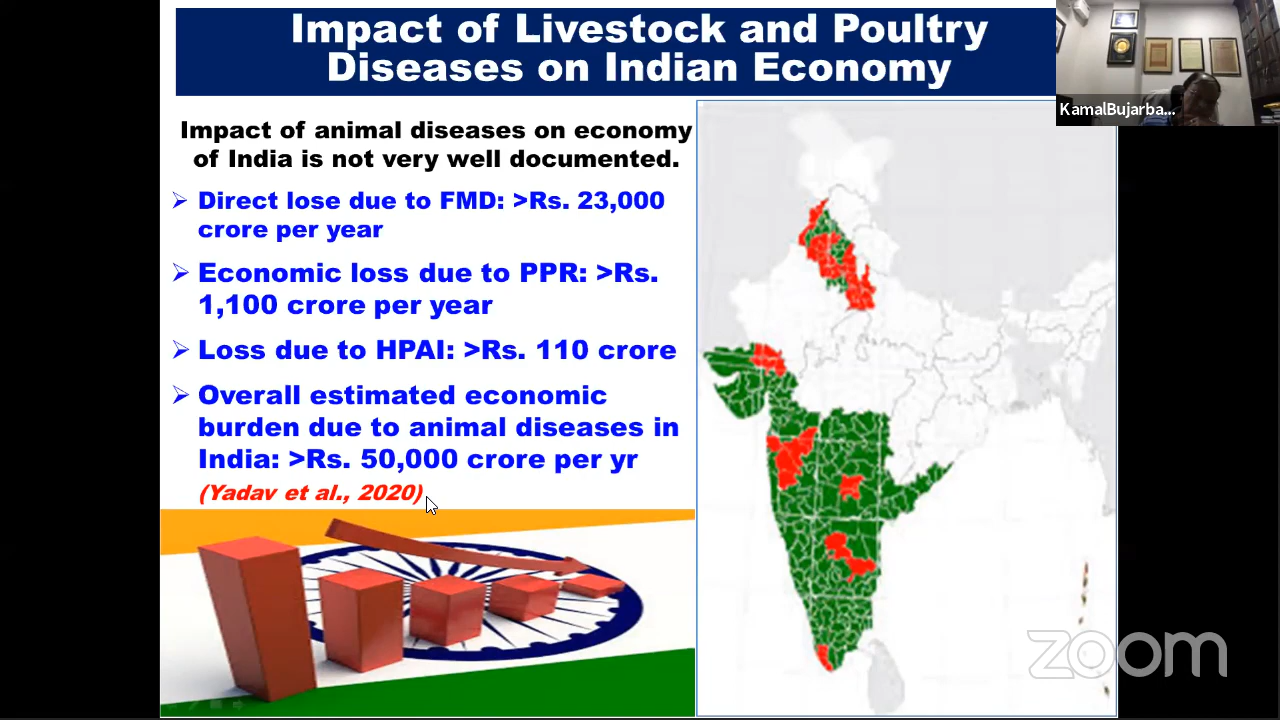 Impact of Livestock and Poultry
Diseases on Indian Economy
KamalBujarba...
Impact of animal diseases on economy
of India is not very well documented.
Direct lose due to FMD: >Rs. 23,000
crore per year
Economic loss due to PPR: >Rs.
1,100 crore per year
Loss due to HPAI: >Rs. 110 crore
Overall estimated economic
burden due to animal diseases in
India: >Rs. 50,000 crore per yr
(Yadav et al., 2020)
zoom